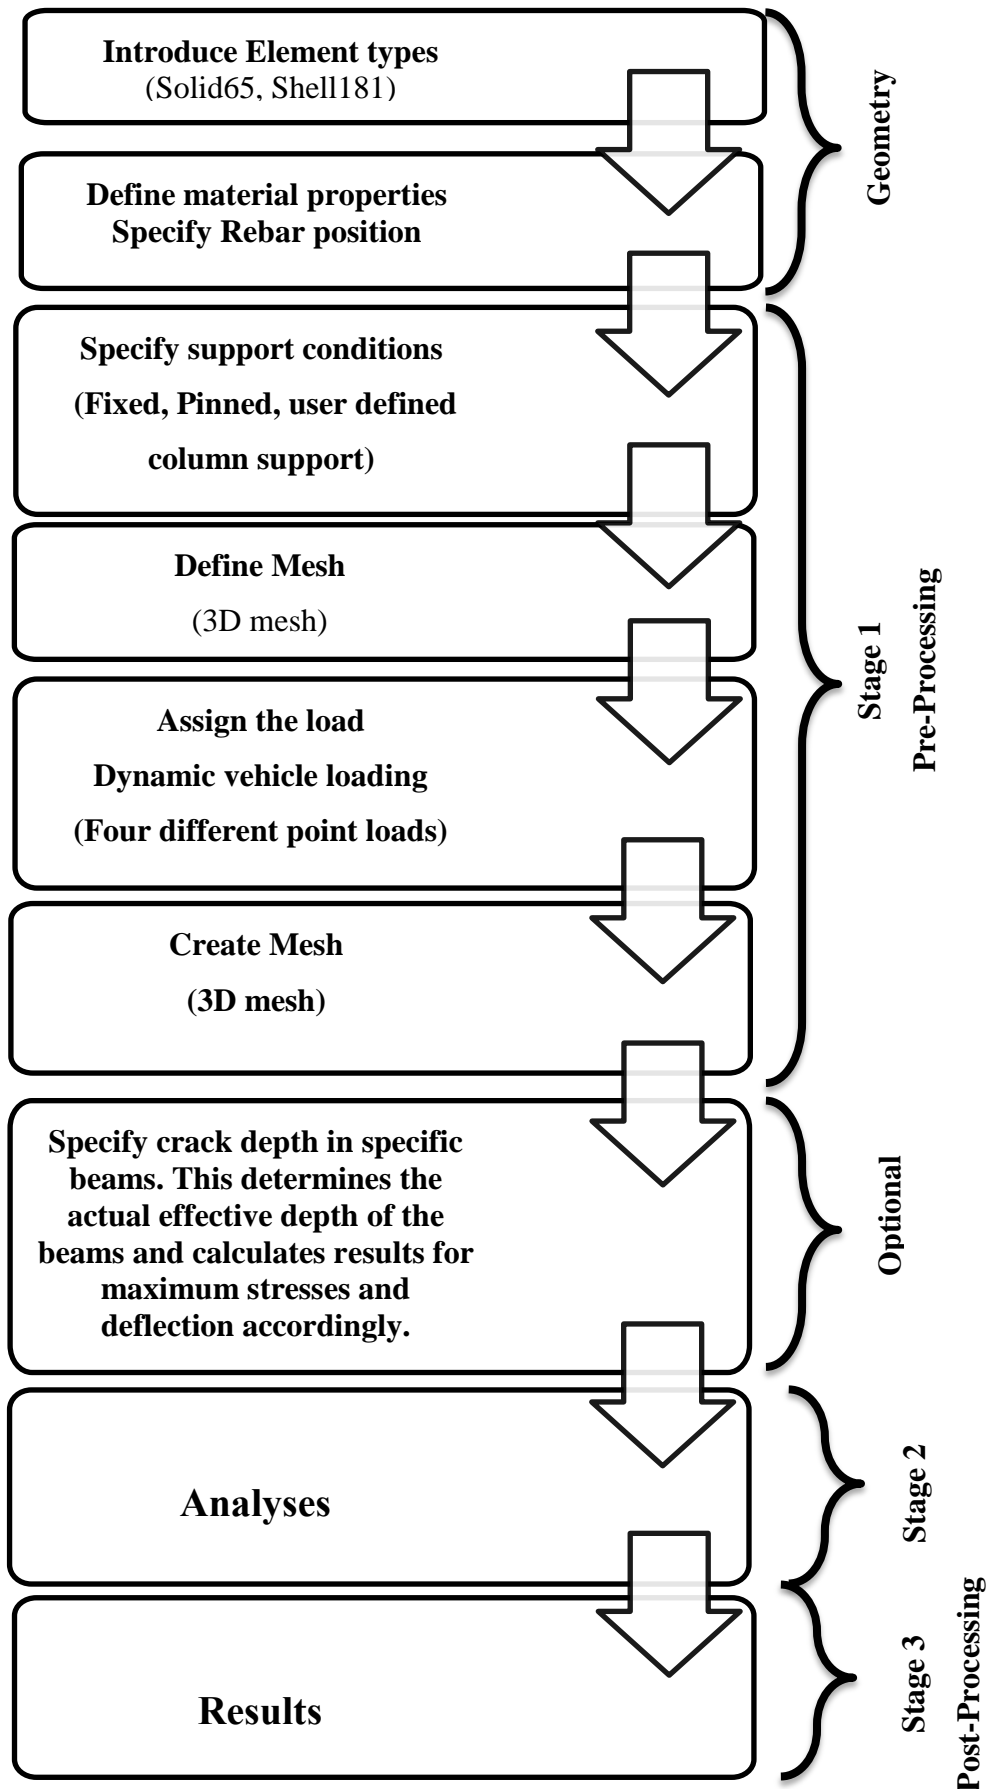 Introduce Element types
(Solid65, Shell181)
Define material properties
Specify Rebar position
Geometry
Specify support conditions
(Fixed, Pinned, user defined
column support)
Define Mesh
(3D mesh)
Assign the load
Dynamic vehicle loading
(Four different point loads)
Create Mesh
(3D mesh)
Stage 1
Pre-Processing
Specify crack depth in specific
beams. This determines the
actual effective depth of the
beams and calculates results for
maximum stresses and
deflection accordingly.
Optional
Analyses
Stage 2
Results
Stage 3
Post-Processing